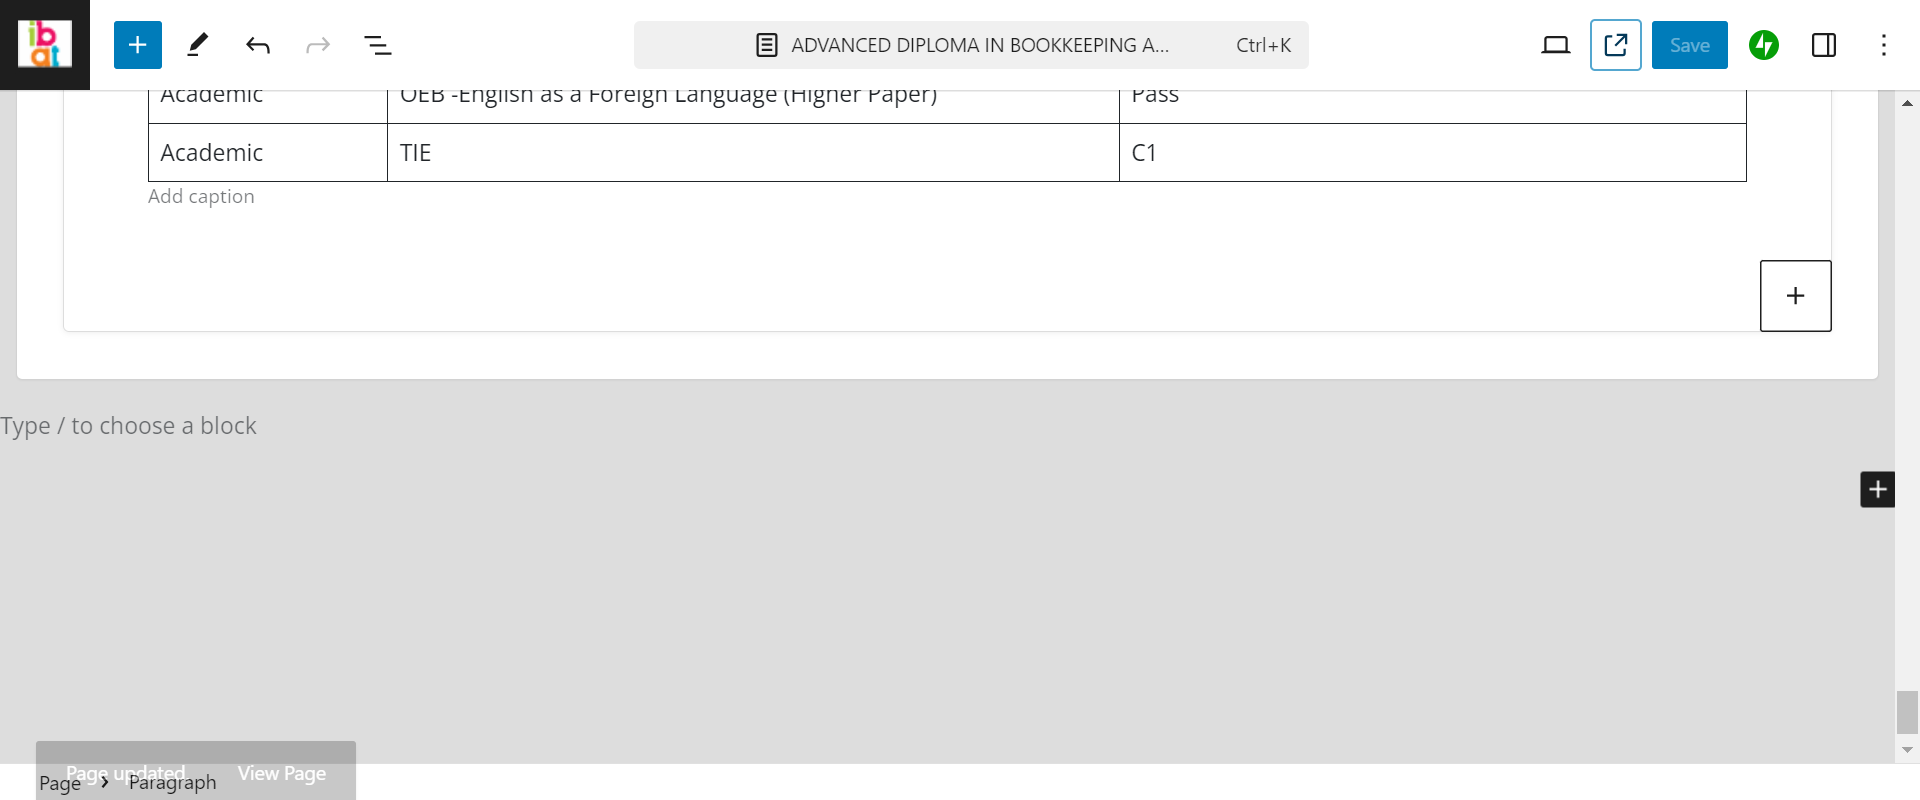 ibat
ADVANCED DIPLOMA IN BOOKKEEPING A... Ctrl+K
Save
Academic OEB -English as a Foreign Language (Higher Paper) Pass
Academic TIE C1
Add caption
Type / to choose a block
Page updated. View Page
Page › Paragraph